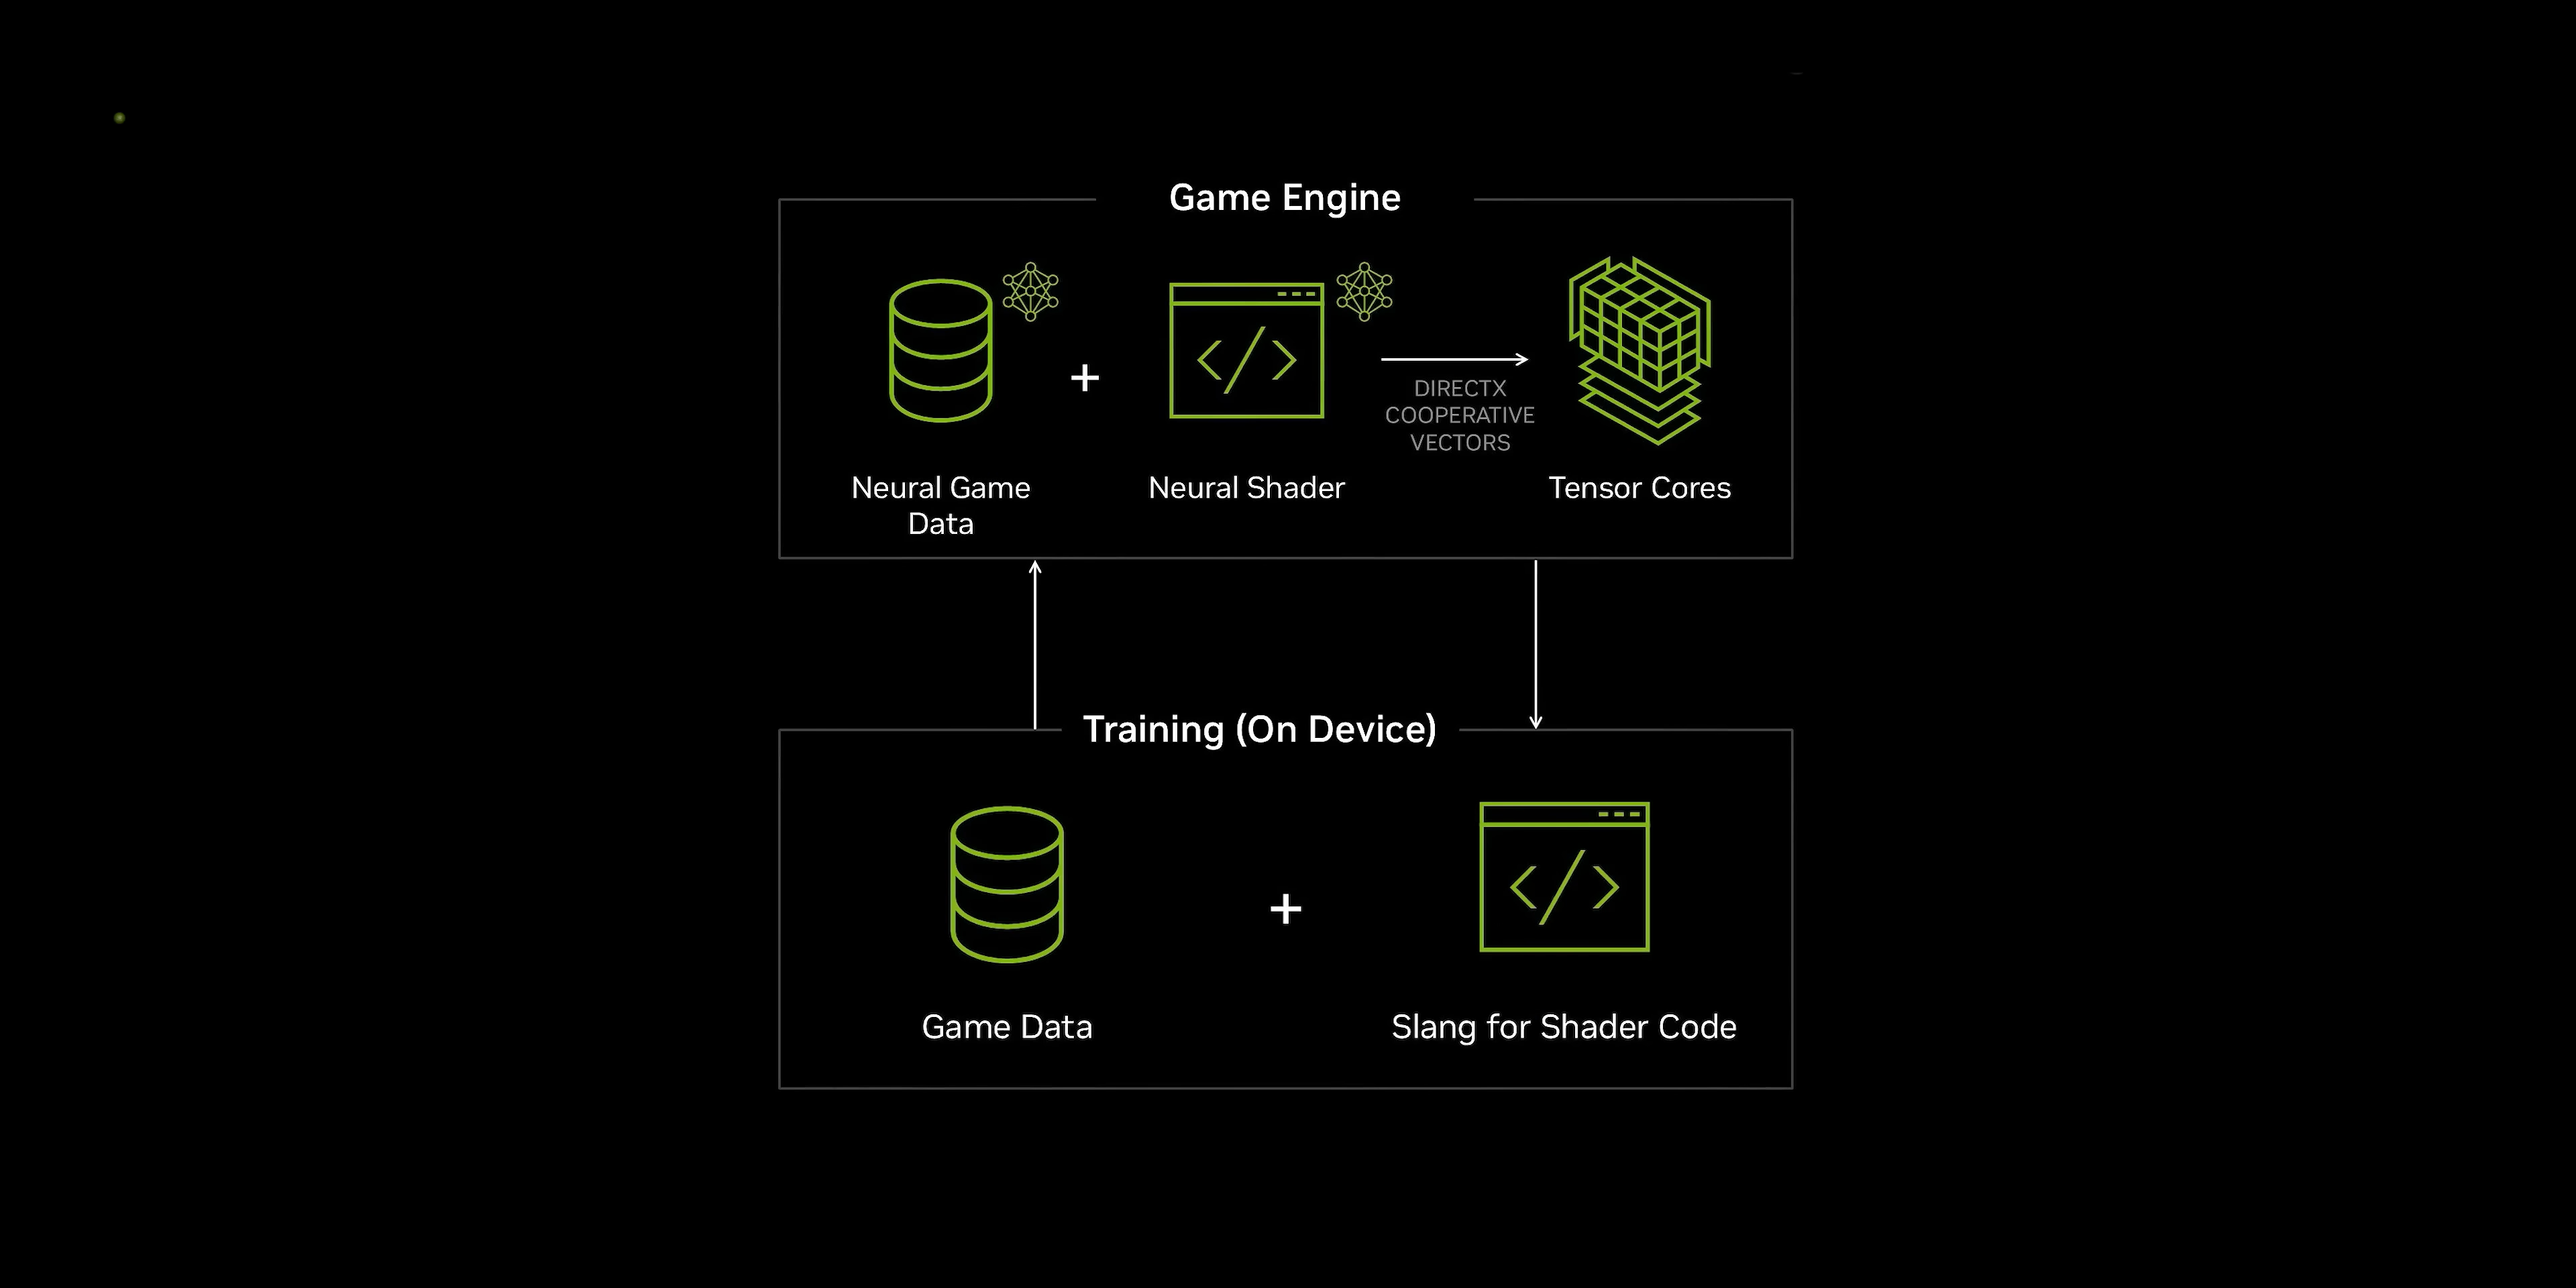 Game Engine
+
DIRECTX
COOPERATIVE
VECTORS
Neural Game
Data
Neural Shader
Tensor Cores
Training (On Device)
+
Game Data
Slang for Shader Code